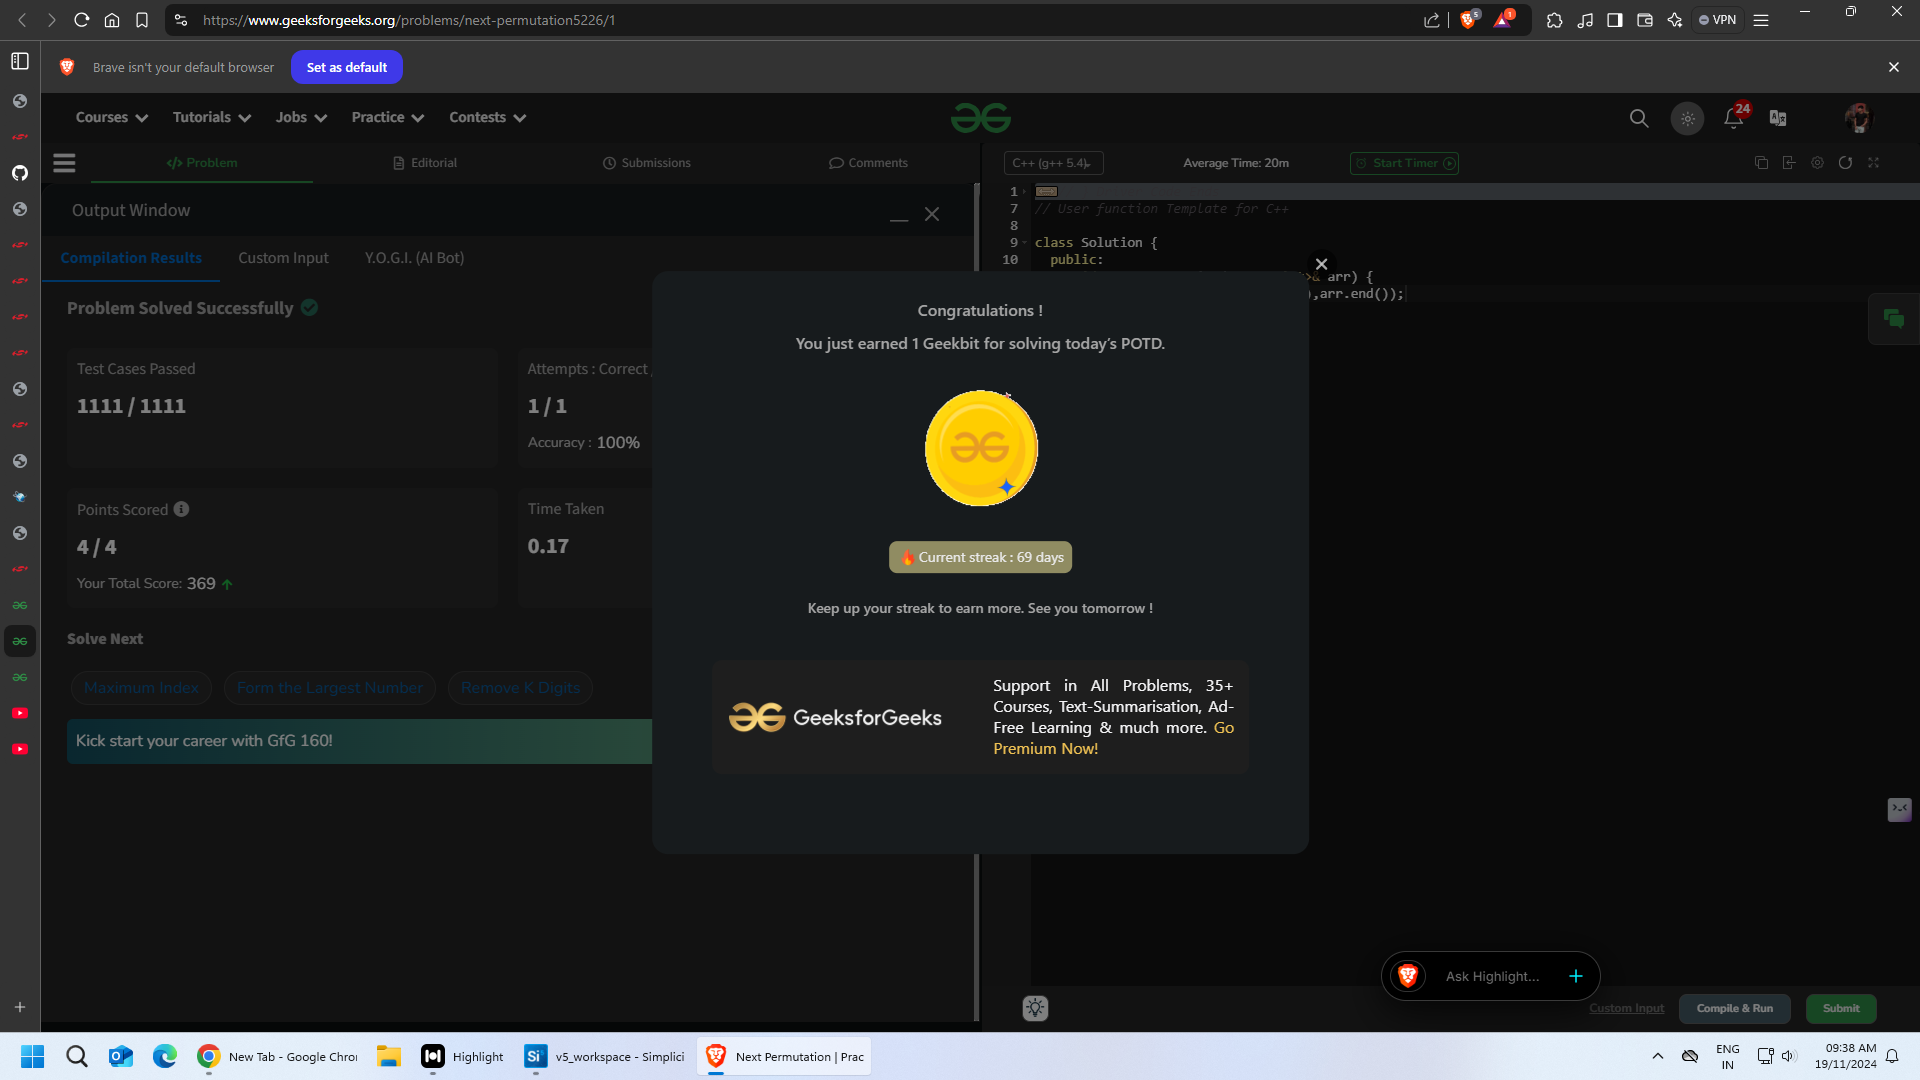 https://www.geeksforgeeks.org/problems/next-permutation5226/1
5
1
VPN
Brave isn't your default browser
Set as default
Courses
Tutorials
Jobs
Practice
Contests
24
</> Problem
Editorial
Submissions
Comments
C++ (g++ 5.4)
Average Time: 20m
Start Timer
Output Window
1
7 // User function Template for C++
8
9 class Solution {
10 public:
arr) {
,arr.end());
Compilation Results
Custom Input
Y.O.G.I. (AI Bot)
Problem Solved Successfully
Test Cases Passed
1111 / 1111
Attempts : Correct
1 / 1
Accuracy : 100%
Points Scored
4 / 4
Your Total Score: 369
Time Taken
0.17
Solve Next
Maximum Index
Form the Largest Number
Remove K Digits
Kick start your career with GfG 160!
Congratulations !
You just earned 1 Geekbit for solving today's POTD.
Current streak : 69 days
Keep up your streak to earn more. See you tomorrow !
GeeksforGeeks
Support in All Problems, 35+
Courses, Text-Summarisation, Ad-
Free Learning & much more. Go
Premium Now!
Ask Highlight...
Custom Input
Compile & Run
Submit
New Tab - Google Chro
Highlight
v5_workspace - Simplici
Next Permutation | Prac
ENG
IN
09:38 AM
19/11/2024